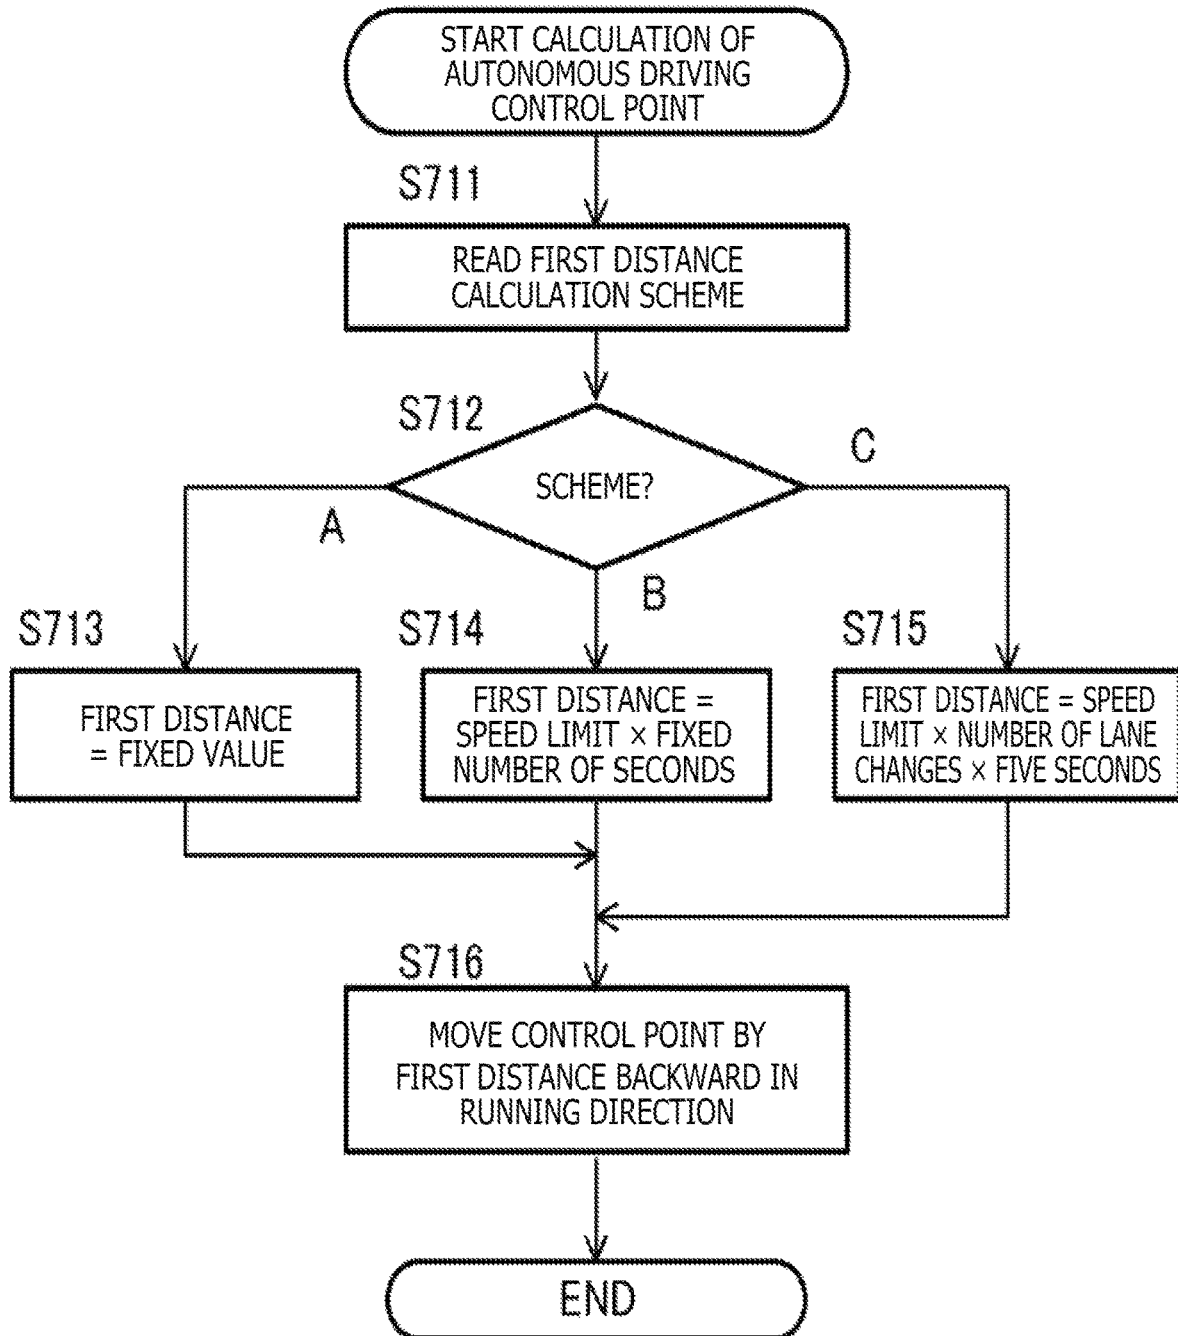 START CALCULATION OF
AUTONOMOUS DRIVING
CONTROL POINT
S711
READ FIRST DISTANCE
CALCULATION SCHEME
S712
SCHEME?
A
B
C
S713
FIRST DISTANCE
= FIXED VALUE
S714
FIRST DISTANCE =
SPEED LIMIT × FIXED
NUMBER OF SECONDS
S715
FIRST DISTANCE = SPEED
LIMIT × NUMBER OF LANE
CHANGES × FIVE SECONDS
S716
MOVE CONTROL POINT BY
FIRST DISTANCE BACKWARD IN
RUNNING DIRECTION
END